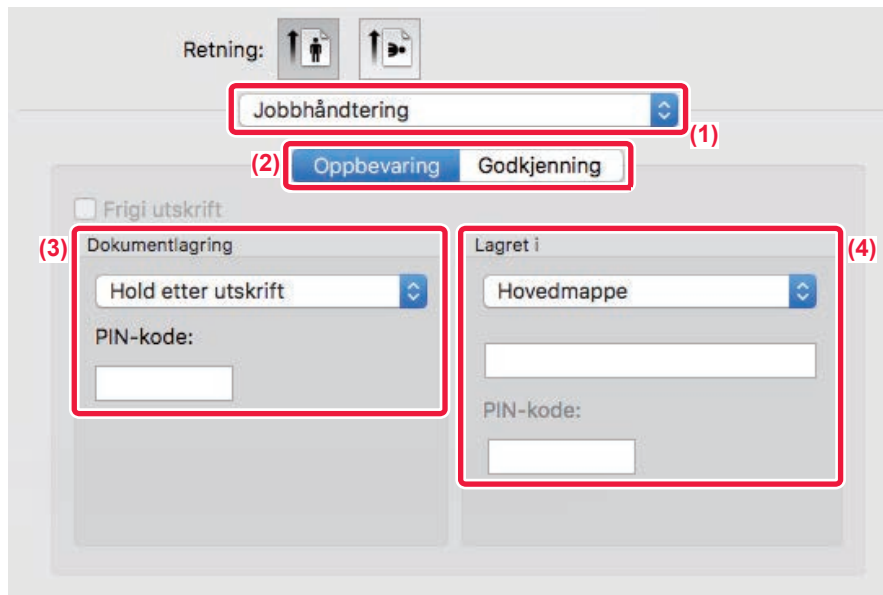 Retning:
Jobbhåndtering
(1)
(2) Oppbevaring Godkjenning
Frigi utskrift
(3) Dokumentlagring
Lagret i (4)
Hold etter utskrift
Hovedmappe
PIN-kode:
PIN-kode: